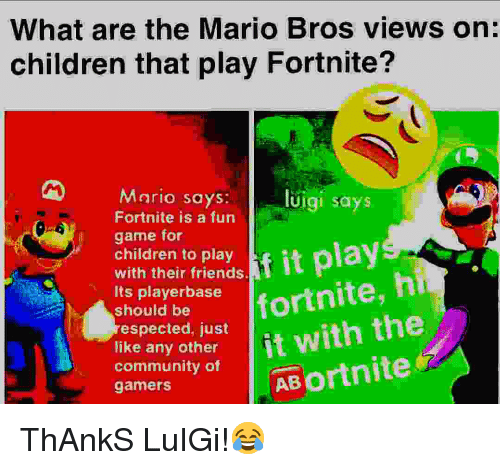 What are the Mario Bros views on:
children that play Fortnite?
M
Mario says:
Fortnite is a fun
game for
children to play
with their friends.
Its playerbase
should be
respected, just
like any other
community of
gamers
luigi says
if it plays
fortnite, hit
it with the
AB ortnite
ThAnkS LuIGi!😂